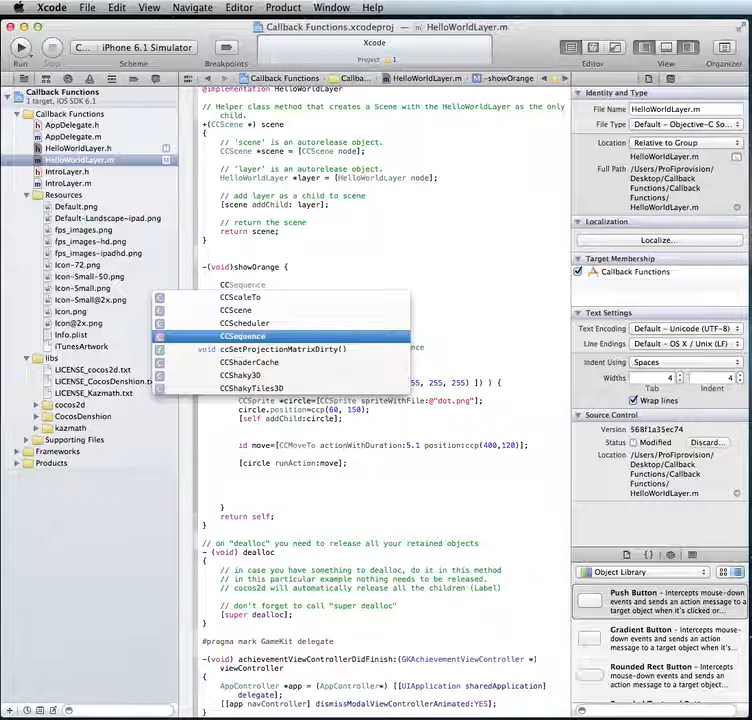 Xcode File Edit View Navigate Editor Product
Callback Functions.xcodeproj — HelloWorldLayer.m
Run Stop C... iPhone 6.1 Simulator
Scheme Breakpoints
Xcode
Project 1
Editor View Organizer
Callback Functions Callba... HelloWorldLayer.m -showOrange
Callback Functions
1 target, iOS SDK 6.1
Callback Functions
AppDelegate.h
AppDelegate.m
HelloWorldLayer.h M
HelloWorldLayer.m M
IntroLayer.h
IntroLayer.m
Resources
Default.png
Default-Landscape~ipad.png
fps_images.png
fps_images-hd.png
fps_images-ipadhd.png
Icon-72.png
Icon-Small-50.png
Icon-Small.png
Icon-Small@2x.png
Icon.png
Icon@2x.png
Info.plist
iTunesArtwork
libs
LICENSE_cocos2d.txt
LICENSE_CocosDenshion.txt
LICENSE_Kazmath.txt
cocos2d
CocosDenshion
kazmath
Supporting Files
Frameworks
Products
@implementation HelloWorldLayer
// Helper class method that creates a Scene with the HelloWorldLayer as the only
child.
+(CCScene *) scene
{
// 'scene' is an autorelease object.
CCScene *scene = [CCScene node];
// 'layer' is an autorelease object.
HelloWorldLayer *layer = [HelloWorldLayer node];
// add layer as a child to scene
[scene addChild: layer];
// return the scene
return scene;
}
-(void)showOrange {
CCSequence
C CCScaleTo
C CCScene
C CCScheduler
C CCSequence
f void ccSetProjectionMatrixDirty()
C CCShaderCache
C CCShaky3D
C CCShakyTiles3D
55, 255, 255)] ) ) {
CCSprite *circle=[CCSprite spriteWithFile:@"dot.png"];
circle.position=ccp(60, 150);
[self addChild:circle];
id move=[CCMoveTo actionWithDuration:5.1 position:ccp(400,120)];
[circle runAction:move];
}
return self;
}
// on "dealloc" you need to release all your retained objects
- (void) dealloc
{
// in case you have something to dealloc, do it in this method
// in this particular example nothing needs to be released.
// cocos2d will automatically release all the children (Label)
// don't forget to call "super dealloc"
[super dealloc];
}
#pragma mark GameKit delegate
-(void) achievementViewControllerDidFinish:(GKAchievementViewController *)
viewController
{
AppController *app = (AppController*) [[UIApplication sharedApplication]
delegate];
[[app navController] dismissModalViewControllerAnimated:YES];
}
Identity and Type
File Name HelloWorldLayer.m
File Type Default - Objective-C So...
Location Relative to Group
HelloWorldLayer.m
Full Path /Users/ProFiprovision/
Desktop/Callback
Functions/Callback
Functions/
HelloWorldLayer.m
Localization
Localize...
Target Membership
Callback Functions
Text Settings
Text Encoding Default - Unicode (UTF-8)
Line Endings Default - OS X / Unix (LF)
Indent Using Spaces
Widths 4 4
Tab Indent
Wrap lines
Source Control
Version 568f1a35ec74
Status Modified Discard...
Location /Users/ProFiprovision/
Desktop/Callback
Functions/Callback
Functions/
HelloWorldLayer.m
Object Library
Push Button - Intercepts mouse-down
events and sends an action message to a
target object when it's clicked or...
Gradient Button - Intercepts mouse-
down events and sends an action
message to a target object when it's...
Rounded Rect Button - Intercepts
mouse-down events and sends an
action message to a target object...